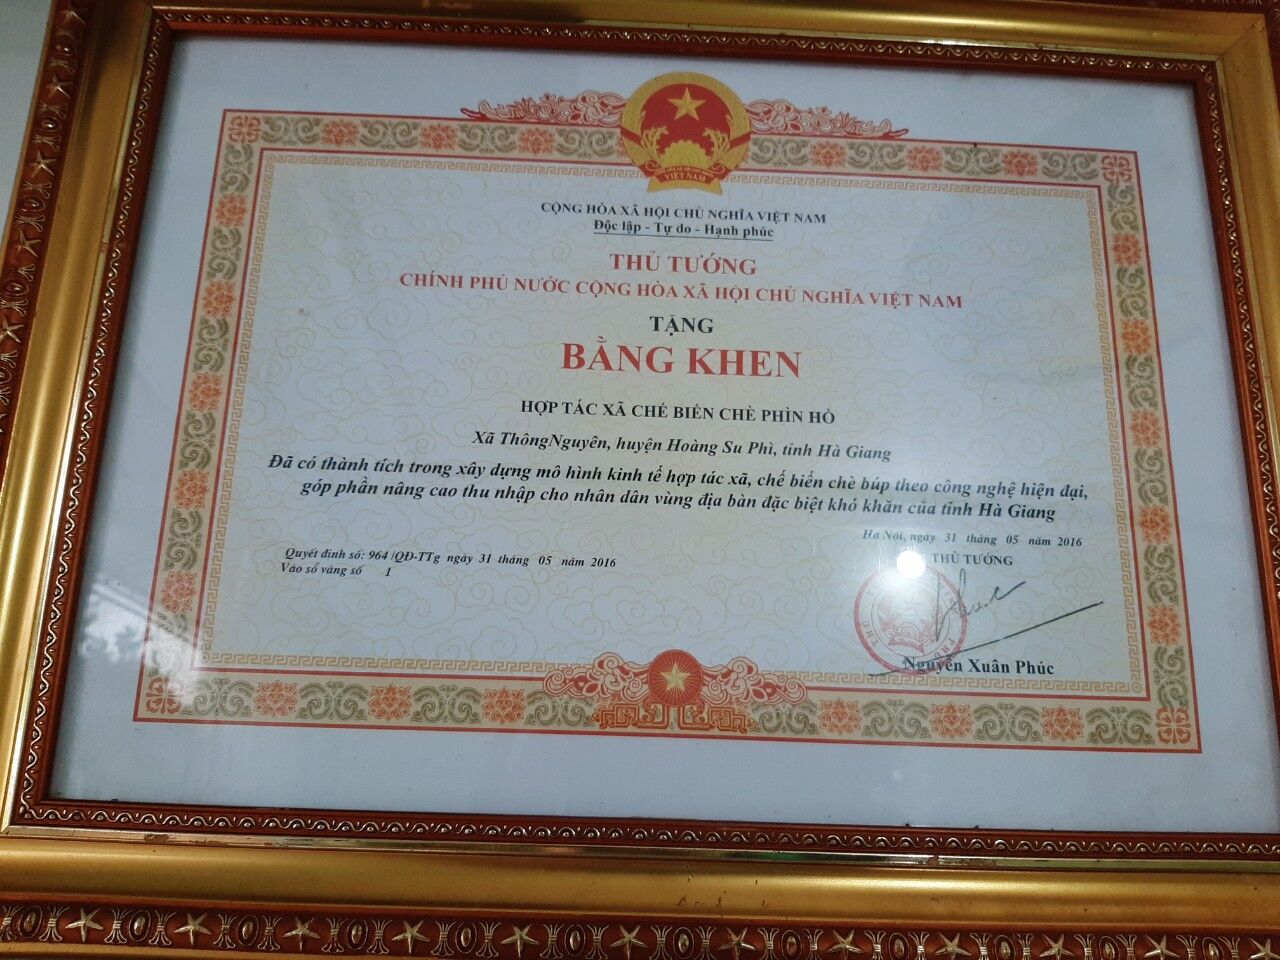 CỘNG HÒA XÃ HỘI CHỦ NGHĨA VIỆT NAM
Độc lập - Tự do - Hạnh phúc
THỦ TƯỚNG
CHÍNH PHỦ NƯỚC CỘNG HÒA XÃ HỘI CHỦ NGHĨA VIỆT NAM
TẶNG
BẰNG KHEN
HỢP TÁC XÃ CHẾ BIẾN CHÈ PHÌN HỒ
Xã ThôngNguyên, huyện Hoàng Su Phì, tỉnh Hà Giang
Đã có thành tích trong xây dựng mô hình kinh tế hợp tác xã, chế biến chè búp theo công nghệ hiện đại,
góp phần nâng cao thu nhập cho nhân dân vùng địa bàn đặc biệt khó khăn của tỉnh Hà Giang
Hà Nội, ngày 31 tháng 05 năm 2016
THỦ TƯỚNG
Quyết định số: 964 /QĐ-TTg ngày 31 tháng 05 năm 2016
Vào sổ vàng số 1
Nguyễn Xuân Phúc